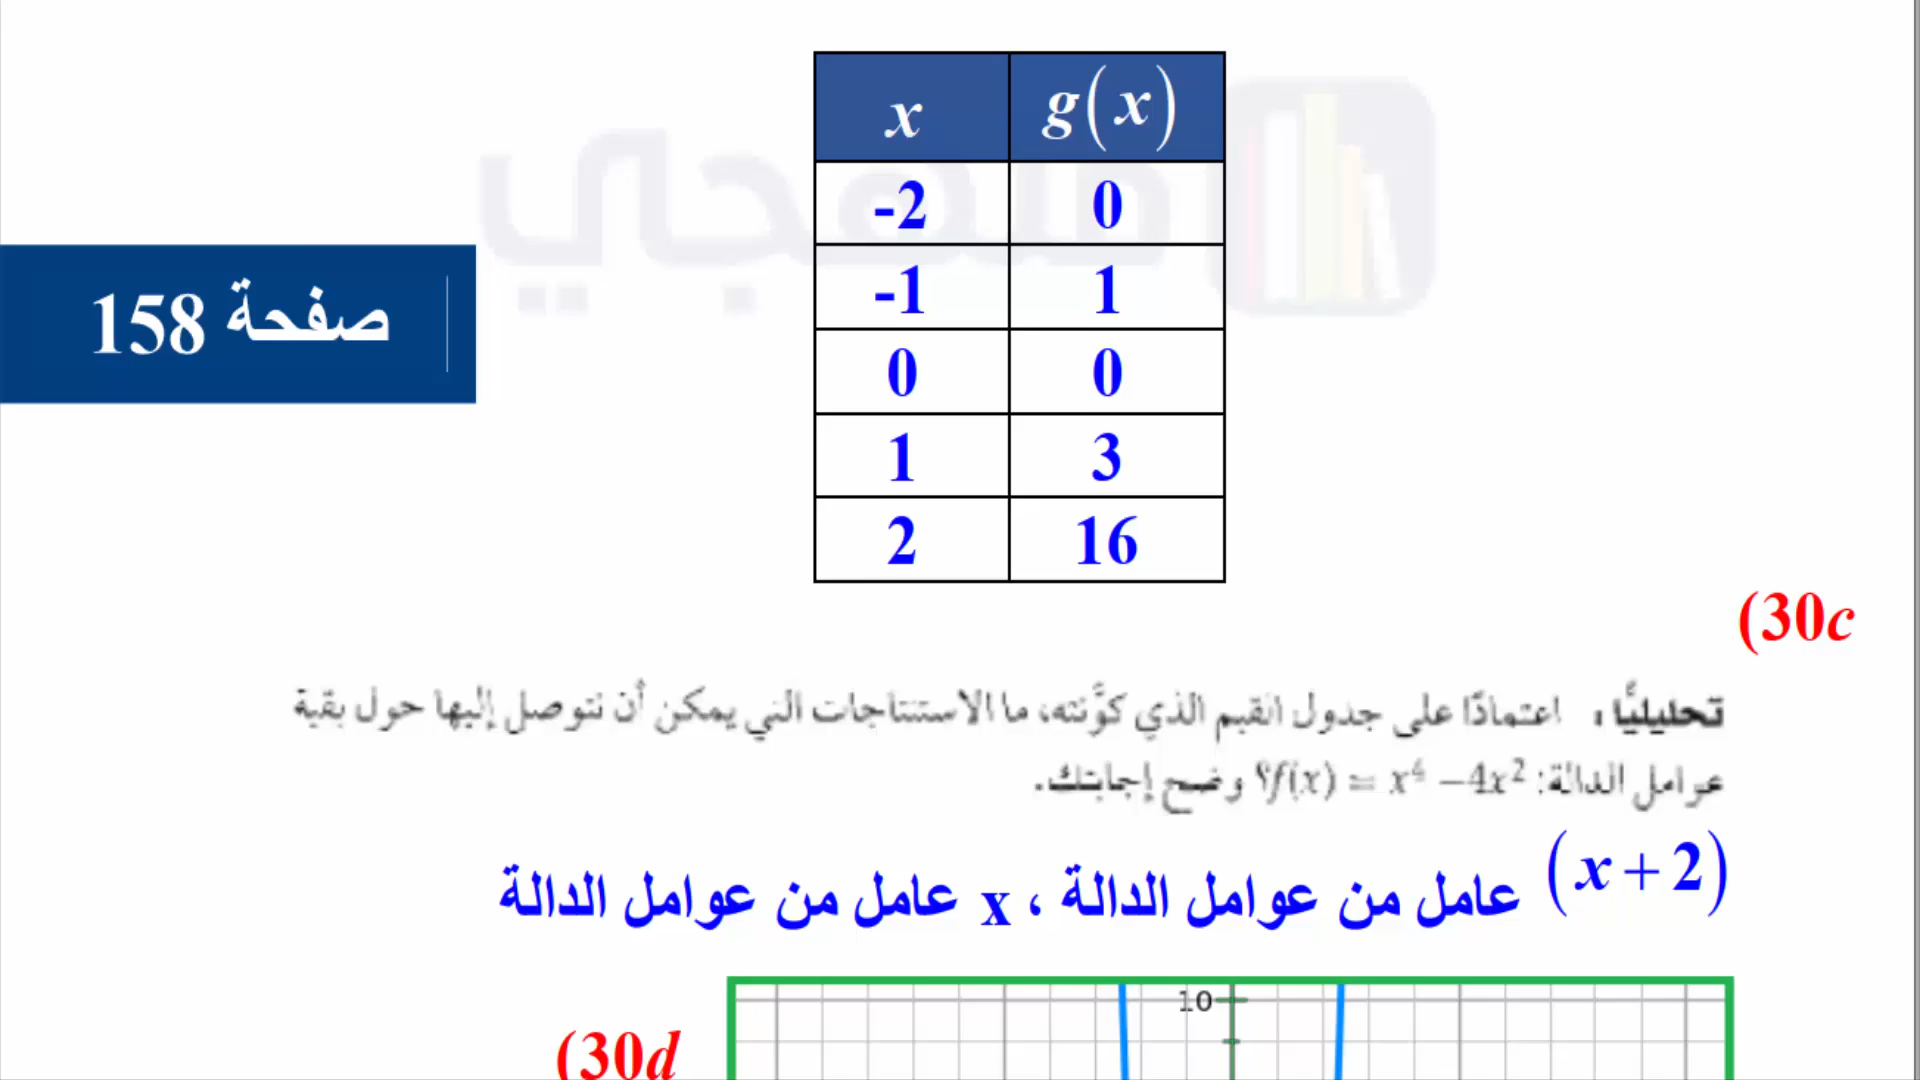 منهجي
x g(x)
-2 0
-1 1
0 0
1 3
2 16
صفحة 158
(30c
تحليليًّا: اعتمادًا على جدول القيم الذي كوَّنته، ما الاستنتاجات التي يمكن أن نتوصل إليها حول بقية
عوامل الدالة: f(x) = x⁴ −4x²؟ وضح إجابتك.
(x+2) عامل من عوامل الدالة ، x عامل من عوامل الدالة
10
(30d